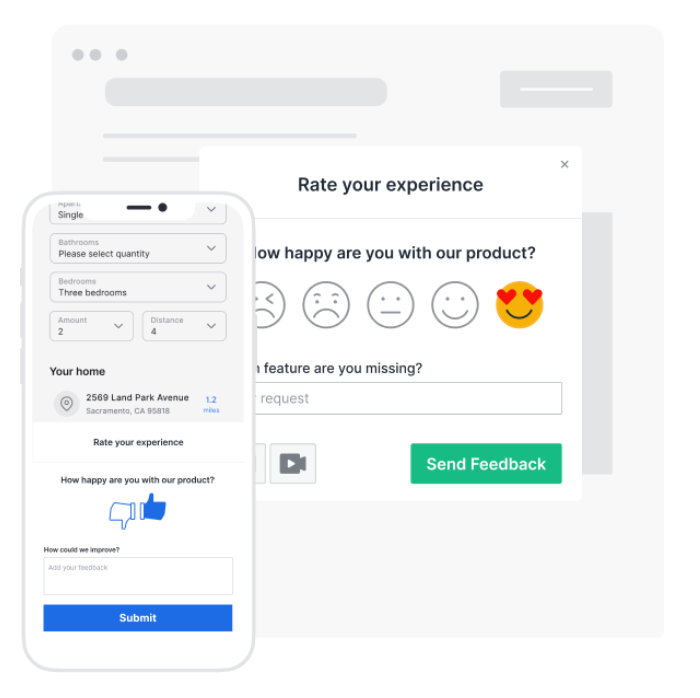 Single
Bathrooms
Please select quantity
Bedrooms
Three bedrooms
Amount
2
Distance
4
Your home
2569 Land Park Avenue
Sacramento, CA 95818
1.2
miles
Rate your experience
How happy are you with our product?
How could we improve?
Add your feedback
Submit
×
Rate your experience
ow happy are you with our product?
feature are you missing?
request
Send Feedback